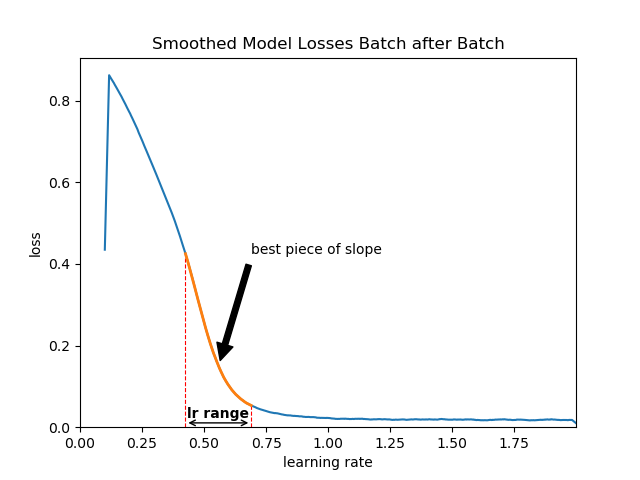 Smoothed Model Losses Batch after Batch
0.8
0.6
0.4
0.2
0.0
loss
best piece of slope
lr range
0.00 0.25 0.50 0.75 1.00 1.25 1.50 1.75
learning rate